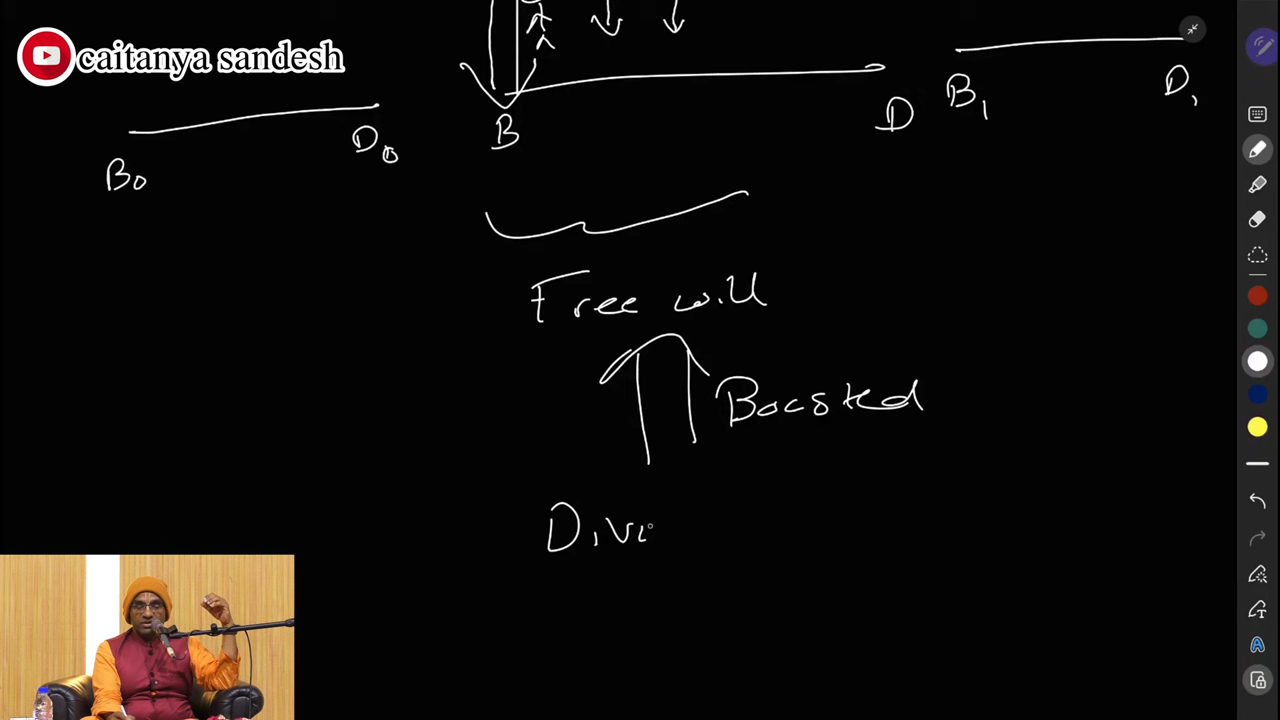 caitanya sandesh
B D B₁ D₁
B₀ D₀
Free will
Boosted
Divi